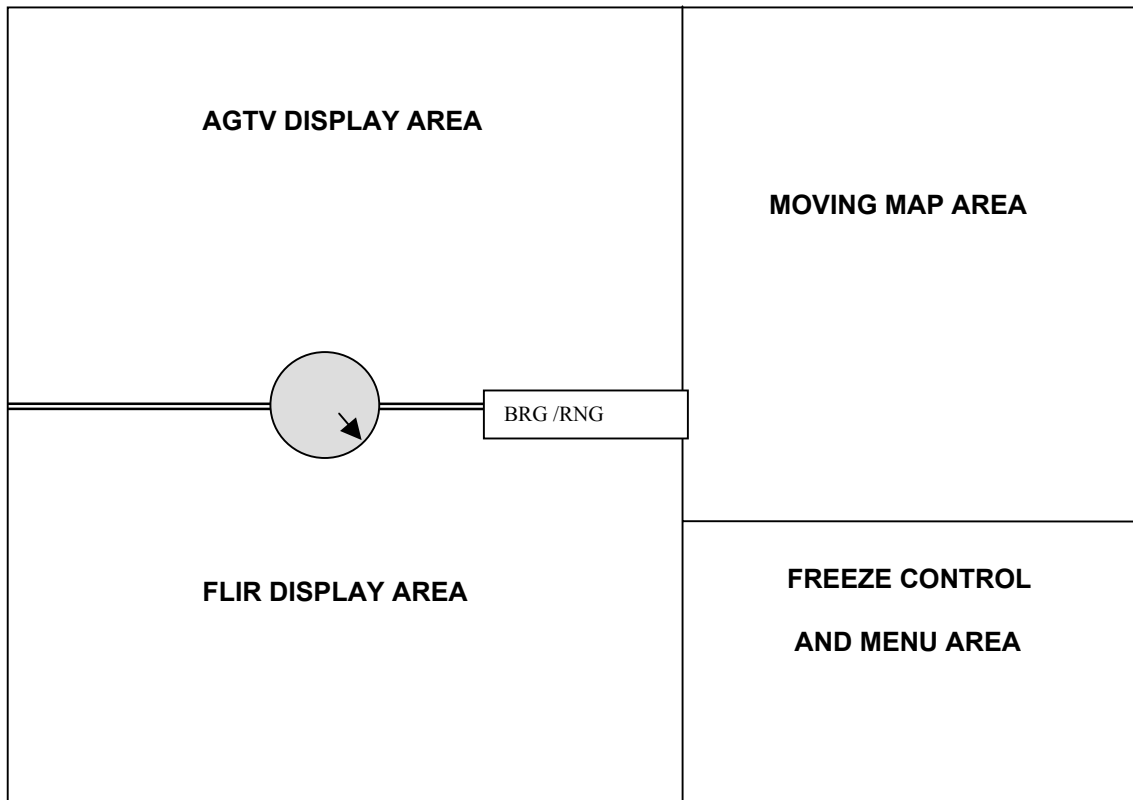 AGTV DISPLAY AREA
MOVING MAP AREA
BRG /RNG
FLIR DISPLAY AREA
FREEZE CONTROL
AND MENU AREA